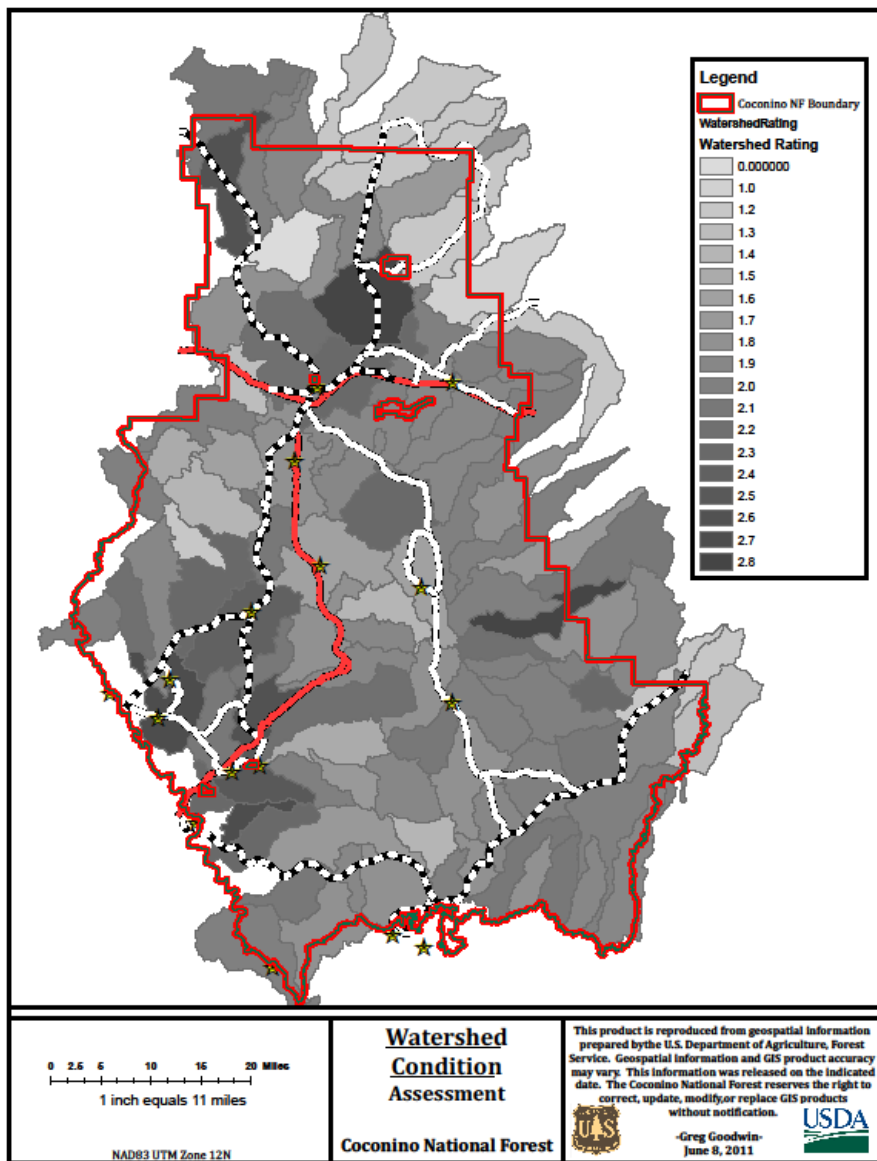 Legend
Coconino NF Boundary
WatershedRating
Watershed Rating
0.000000
1.0
1.2
1.3
1.4
1.5
1.6
1.7
1.8
1.9
2.0
2.1
2.2
2.3
2.4
2.5
2.6
2.7
2.8
0 2.5 5 10 15 20 Miles
1 inch equals 11 miles
NAD83 UTM Zone 12N
Watershed
Condition
Assessment
Coconino National Forest
This product is reproduced from geospatial information
prepared bythe U.S. Department of Agriculture, Forest
Service. Geospatial information and GIS product accuracy
may vary. This information was released on the indicated
date. The Coconino National Forest reserves the right to
correct, update, modify,or replace GIS products
without notification.
-Greg Goodwin-
June 8, 2011
UAS
USDA